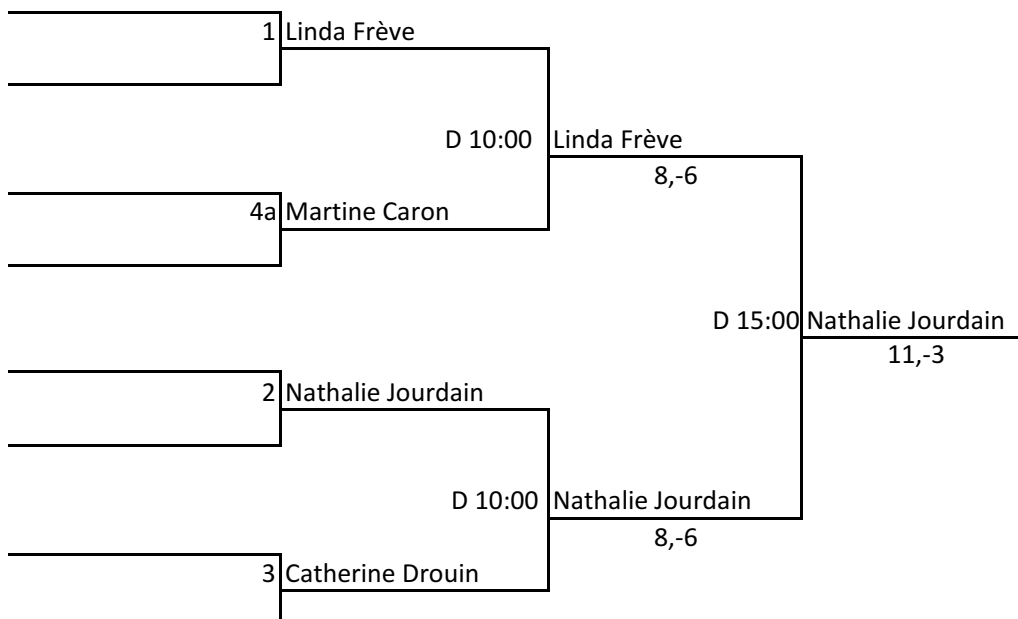 1 Linda Frève
D 10:00 Linda Frève
8,-6
4a Martine Caron
D 15:00 Nathalie Jourdain
11,-3
2 Nathalie Jourdain
D 10:00 Nathalie Jourdain
8,-6
3 Catherine Drouin